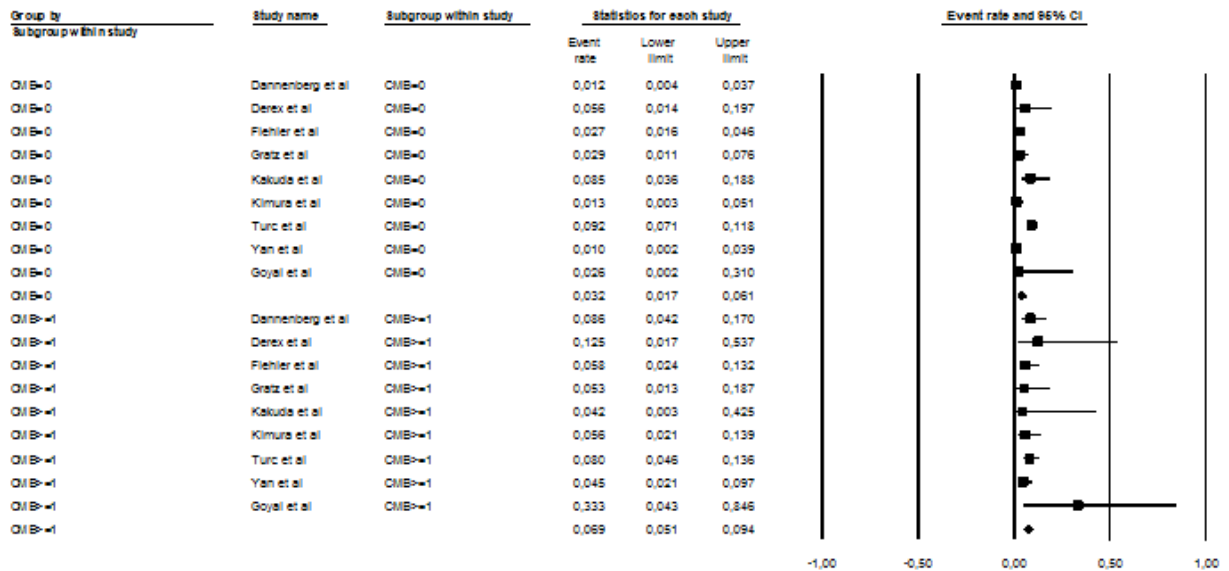 Group by Study name Subgroup within study Statistics for each study Event rate and 95% CI
Subgroup within study
Event Lower Upper
rate limit limit
CMB=0 Dannenberg et al CMB=0 0,012 0,004 0,037
CMB=0 Derex et al CMB=0 0,056 0,014 0,197
CMB=0 Fiehler et al CMB=0 0,027 0,016 0,046
CMB=0 Gratz et al CMB=0 0,029 0,011 0,076
CMB=0 Kakuda et al CMB=0 0,085 0,036 0,188
CMB=0 Kimura et al CMB=0 0,013 0,003 0,051
CMB=0 Turc et al CMB=0 0,092 0,071 0,118
CMB=0 Yan et al CMB=0 0,010 0,002 0,039
CMB=0 Goyal et al CMB=0 0,026 0,002 0,310
CMB=0 0,032 0,017 0,061
CMB>=1 Dannenberg et al CMB>=1 0,086 0,042 0,170
CMB>=1 Derex et al CMB>=1 0,125 0,017 0,537
CMB>=1 Fiehler et al CMB>=1 0,058 0,024 0,132
CMB>=1 Gratz et al CMB>=1 0,053 0,013 0,187
CMB>=1 Kakuda et al CMB>=1 0,042 0,003 0,425
CMB>=1 Kimura et al CMB>=1 0,056 0,021 0,139
CMB>=1 Turc et al CMB>=1 0,080 0,046 0,136
CMB>=1 Yan et al CMB>=1 0,045 0,021 0,097
CMB>=1 Goyal et al CMB>=1 0,333 0,043 0,846
CMB>=1 0,069 0,051 0,094
-1,00 -0,50 0,00 0,50 1,00